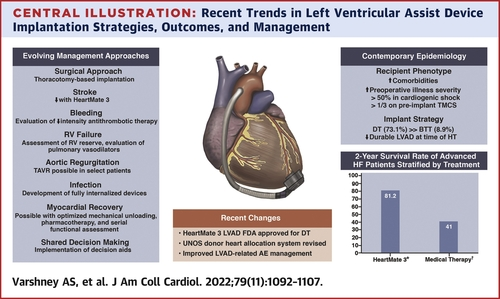 CENTRAL ILLUSTRATION: Recent Trends in Left Ventricular Assist Device
Implantation Strategies, Outcomes, and Management
Evolving Management Approaches
Surgical Approach
Thoracotomy-based implantation
Stroke
↓with HeartMate 3
Bleeding
Evaluation of ↓intensity antithrombotic therapy
RV Failure
Assessment of RV reserve, evaluation of
pulmonary vasodilators
Aortic Regurgitation
TAVR possible in select patients
Infection
Development of fully internalized devices
Myocardial Recovery
Possible with optimized mechanical unloading,
pharmacotherapy, and serial
functional assessment
Shared Decision Making
Implementation of decision aids
Recent Changes
• HeartMate 3 LVAD FDA approved for DT
• UNOS donor heart allocation system revised
• Improved LVAD-related AE management
Contemporary Epidemiology
Recipient Phenotype
↑Comorbidities
↑Preoperative illness severity
> 50% in cardiogenic shock
> 1/3 on pre-implant TMCS
Implant Strategy
DT (73.1%) >> BTT (8.9%)
↓Durable LVAD at time of HT
2-Year Survival Rate of Advanced
HF Patients Stratified by Treatment
100
90
80
70
60
50
40
30
20
10
0
81.2
41
HeartMate 3*
Medical Therapy†
Varshney AS, et al. J Am Coll Cardiol. 2022;79(11):1092–1107.